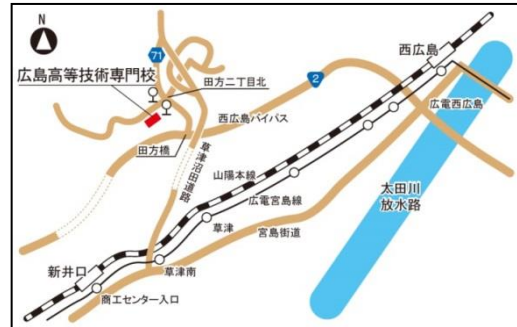 N
71
広島高等技術専門校
田方二丁目北
西広島
2
西広島バイパス
広電西広島
田方橋
草津沼田道路
山陽本線
広電宮島線
太田川
放水路
草津
宮島街道
新井口
草津南
商工センター入口